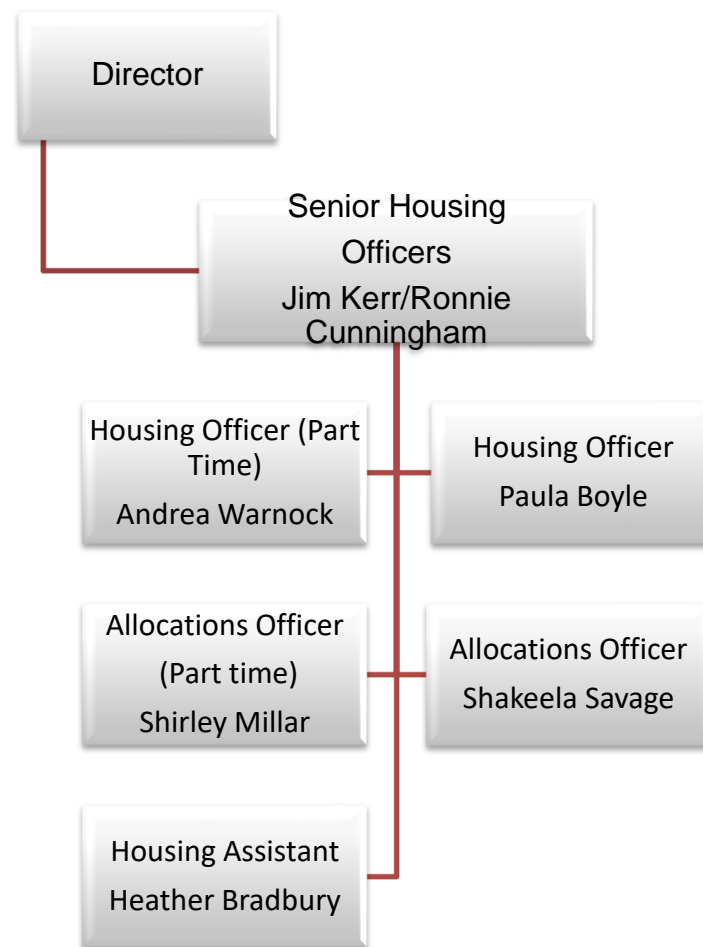 Director
Senior Housing
Officers
Jim Kerr/Ronnie
Cunningham
Housing Officer (Part
Time)
Andrea Warnock
Housing Officer
Paula Boyle
Allocations Officer
(Part time)
Shirley Millar
Allocations Officer
Shakeela Savage
Housing Assistant
Heather Bradbury